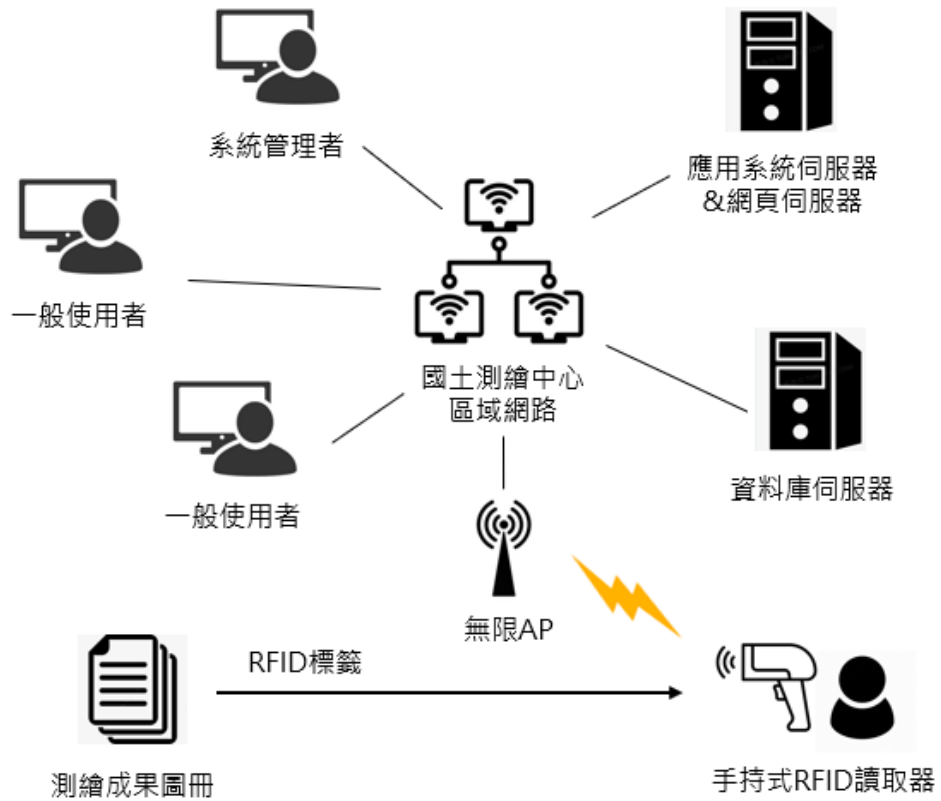 系統管理者
應用系統伺服器
&網頁伺服器
一般使用者
國土測繪中心
區域網路
資料庫伺服器
一般使用者
無限AP
RFID標籤
測繪成果圖冊
手持式RFID讀取器